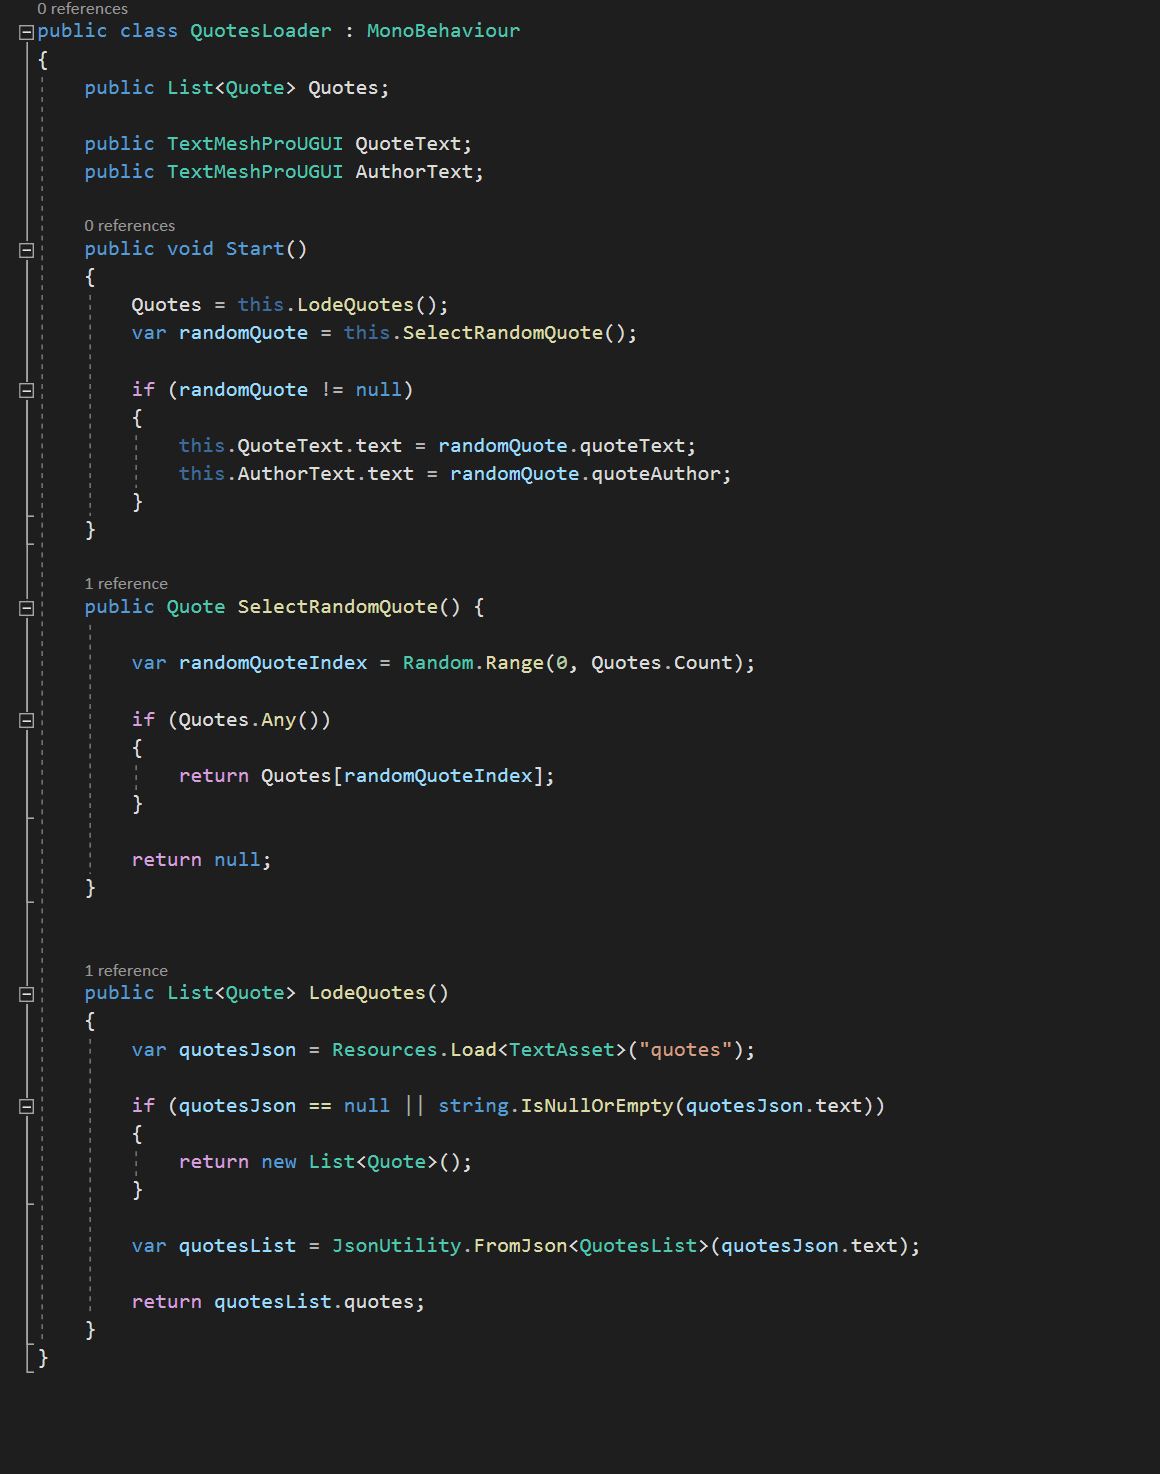 0 references
public class QuotesLoader : MonoBehaviour
{
    public List<Quote> Quotes;

    public TextMeshProUGUI QuoteText;
    public TextMeshProUGUI AuthorText;

    0 references
    public void Start()
    {
        Quotes = this.LodeQuotes();
        var randomQuote = this.SelectRandomQuote();

        if (randomQuote != null)
        {
            this.QuoteText.text = randomQuote.quoteText;
            this.AuthorText.text = randomQuote.quoteAuthor;
        }
    }

    1 reference
    public Quote SelectRandomQuote() {

        var randomQuoteIndex = Random.Range(0, Quotes.Count);

        if (Quotes.Any())
        {
            return Quotes[randomQuoteIndex];
        }

        return null;
    }


    1 reference
    public List<Quote> LodeQuotes()
    {
        var quotesJson = Resources.Load<TextAsset>("quotes");

        if (quotesJson == null || string.IsNullOrEmpty(quotesJson.text))
        {
            return new List<Quote>();
        }

        var quotesList = JsonUtility.FromJson<QuotesList>(quotesJson.text);

        return quotesList.quotes;
    }
}